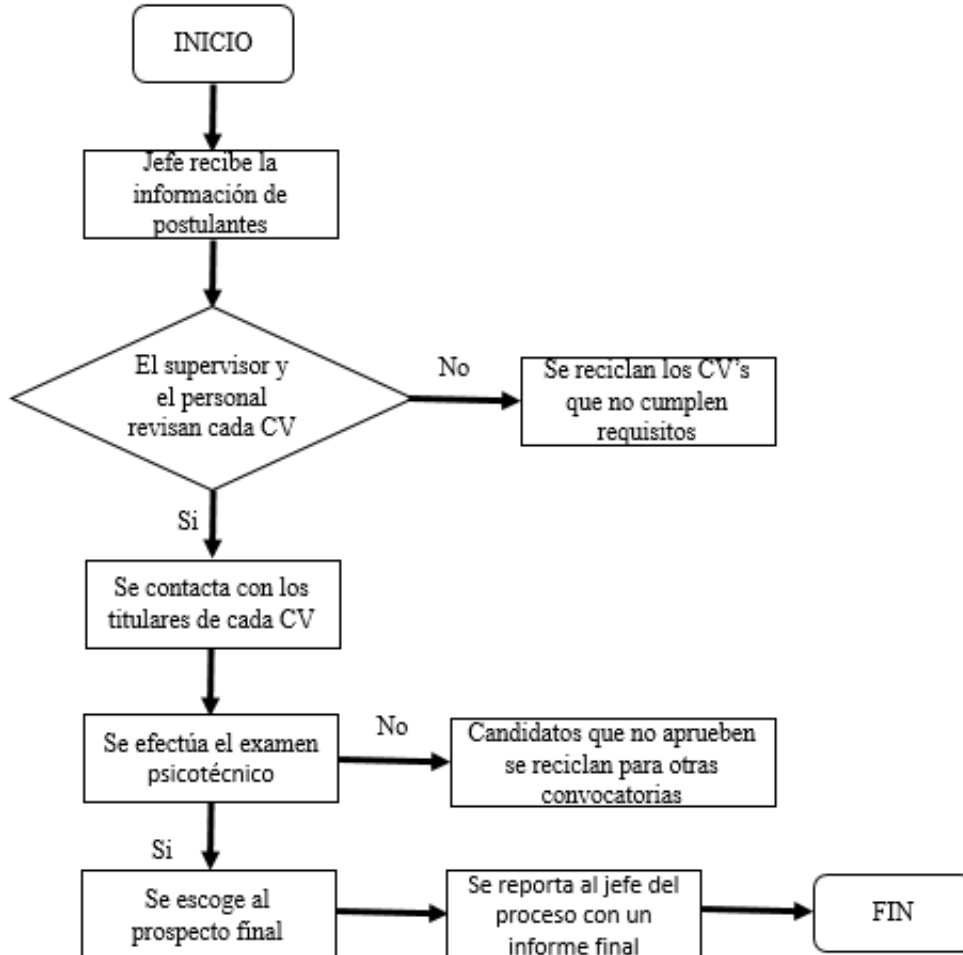 INICIO
Jefe recibe la
información de
postulantes
El supervisor y
el personal
revisan cada CV
No
Se reciclan los CV’s
que no cumplen
requisitos
Si
Se contacta con los
titulares de cada CV
Se efectúa el examen
psicotécnico
No
Candidatos que no aprueben
se reciclan para otras
convocatorias
Si
Se escoge al
prospecto final
Se reporta al jefe del
proceso con un
informe final
FIN